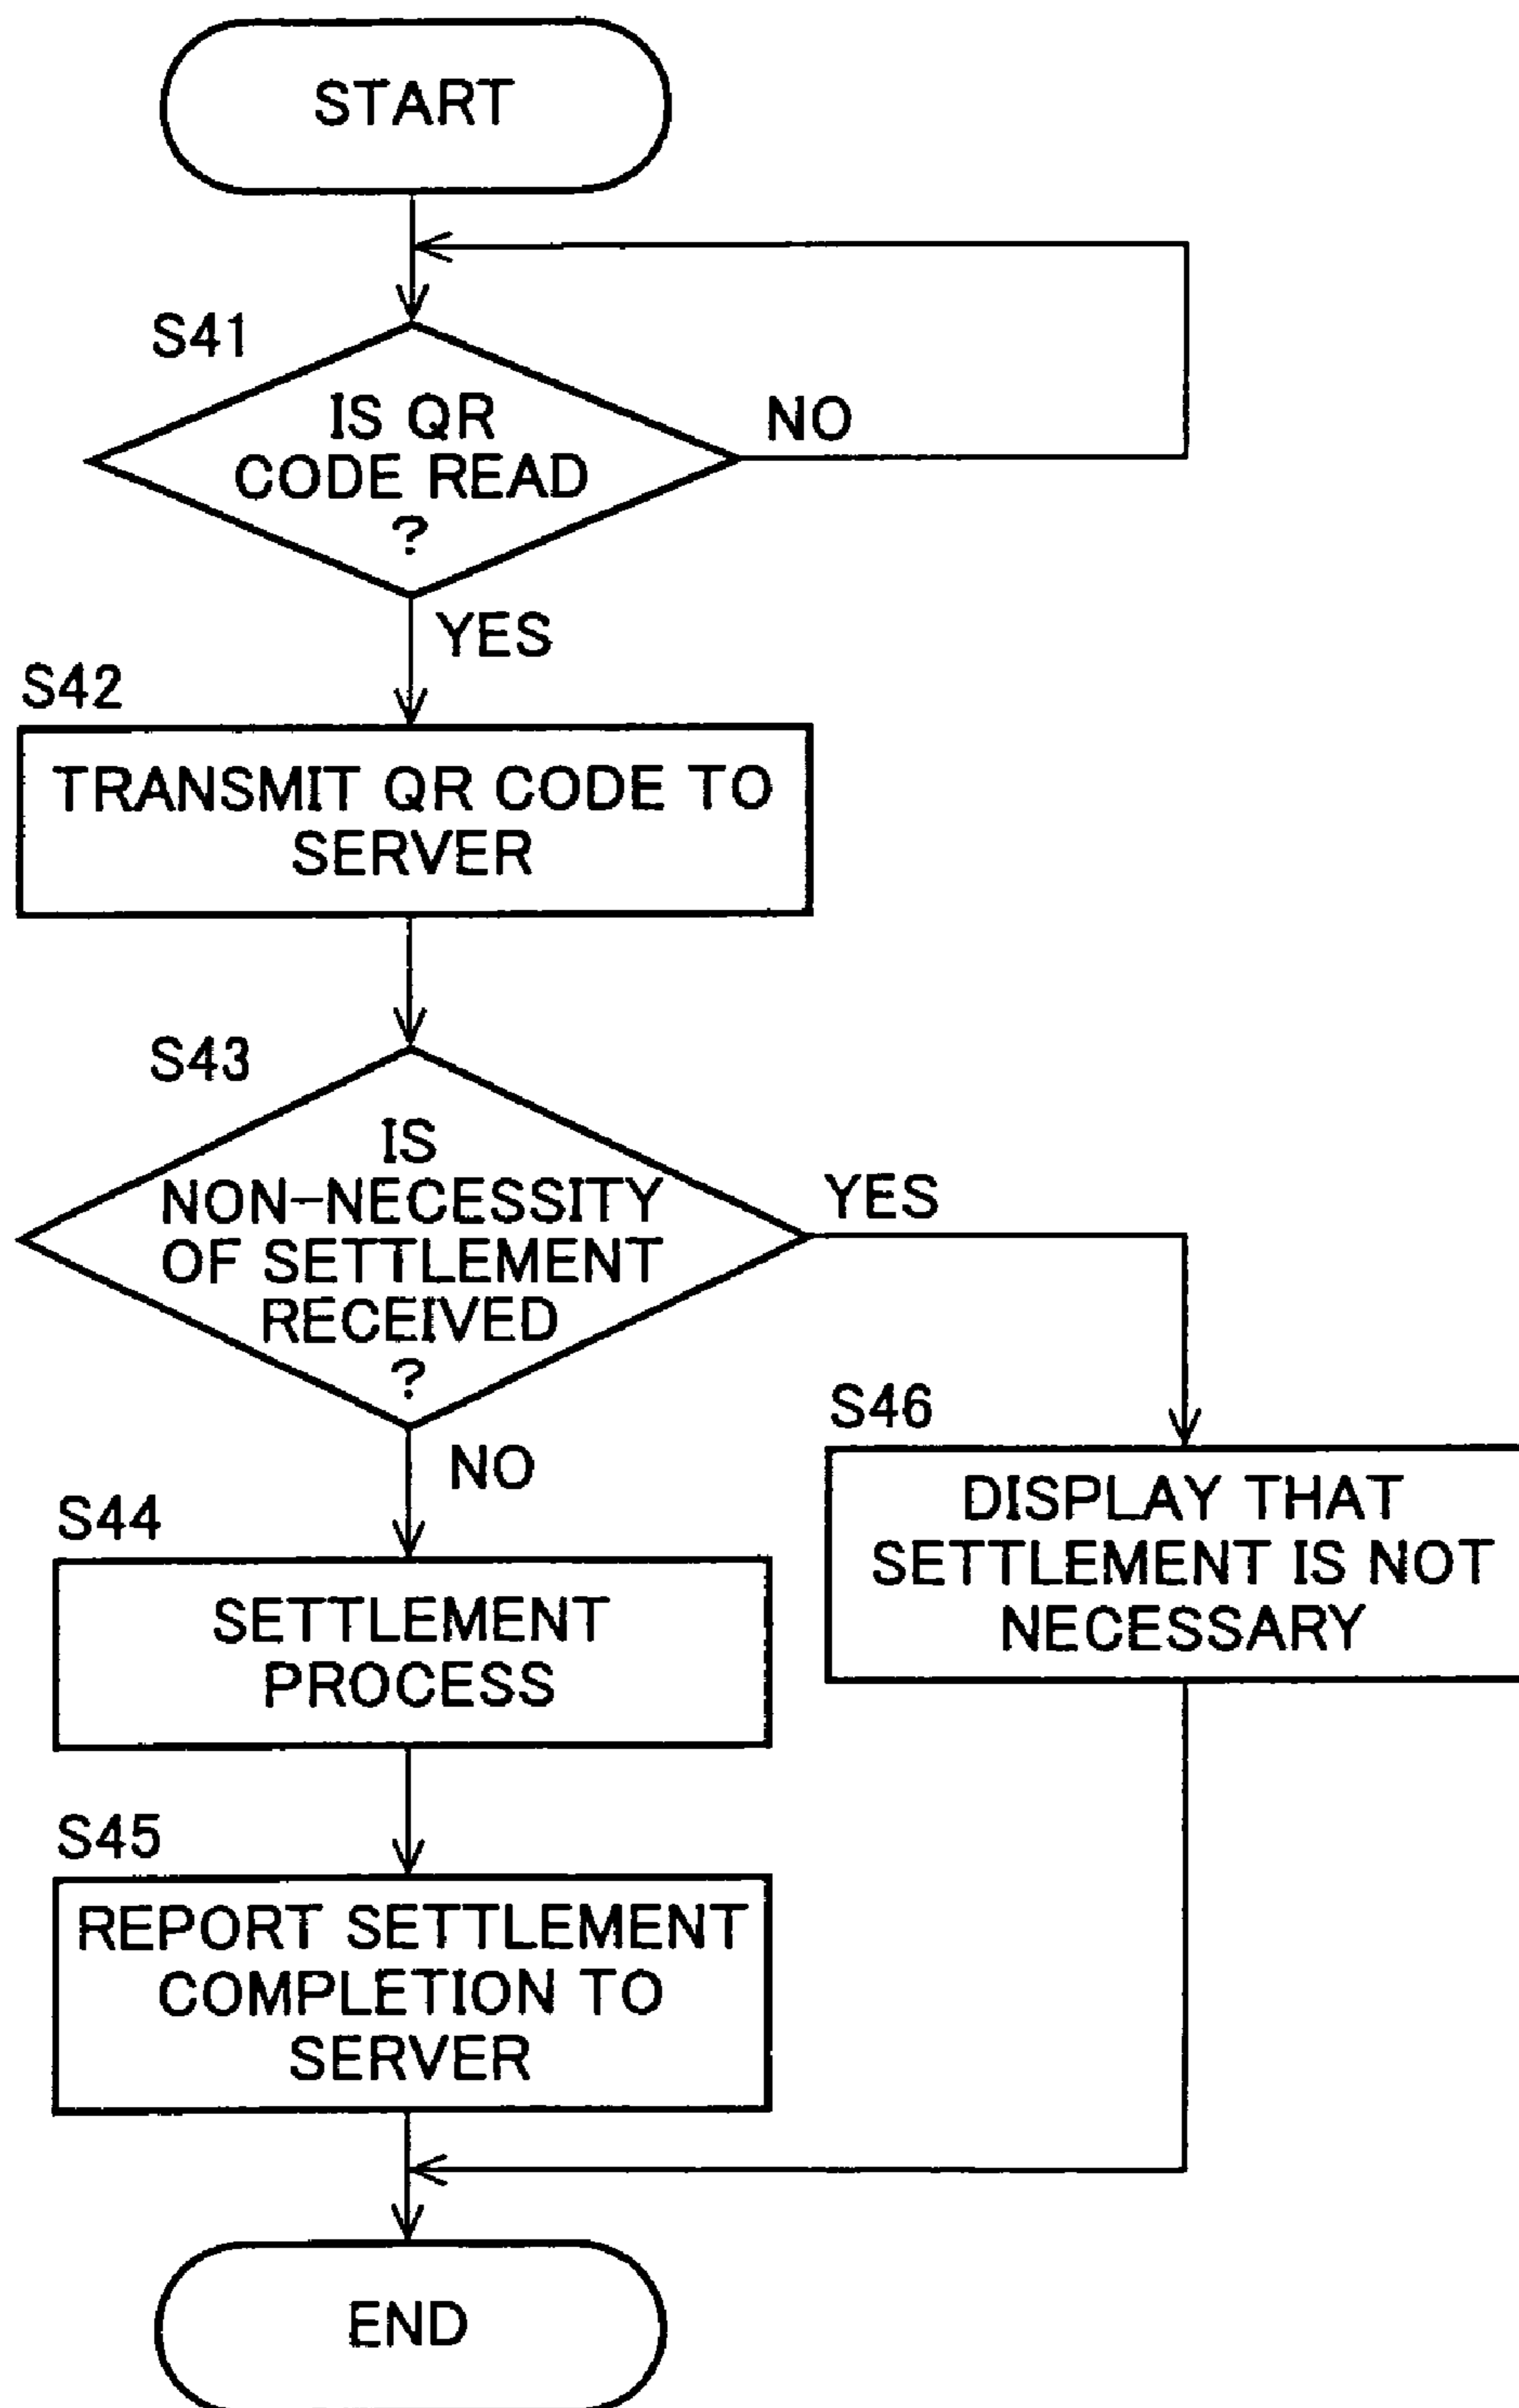 START
S41
IS QR
CODE READ
?
NO
YES
S42
TRANSMIT QR CODE TO
SERVER
S43
IS
NON-NECESSITY
OF SETTLEMENT
RECEIVED
?
YES
NO
S46
DISPLAY THAT
SETTLEMENT IS NOT
NECESSARY
S44
SETTLEMENT
PROCESS
S45
REPORT SETTLEMENT
COMPLETION TO
SERVER
END